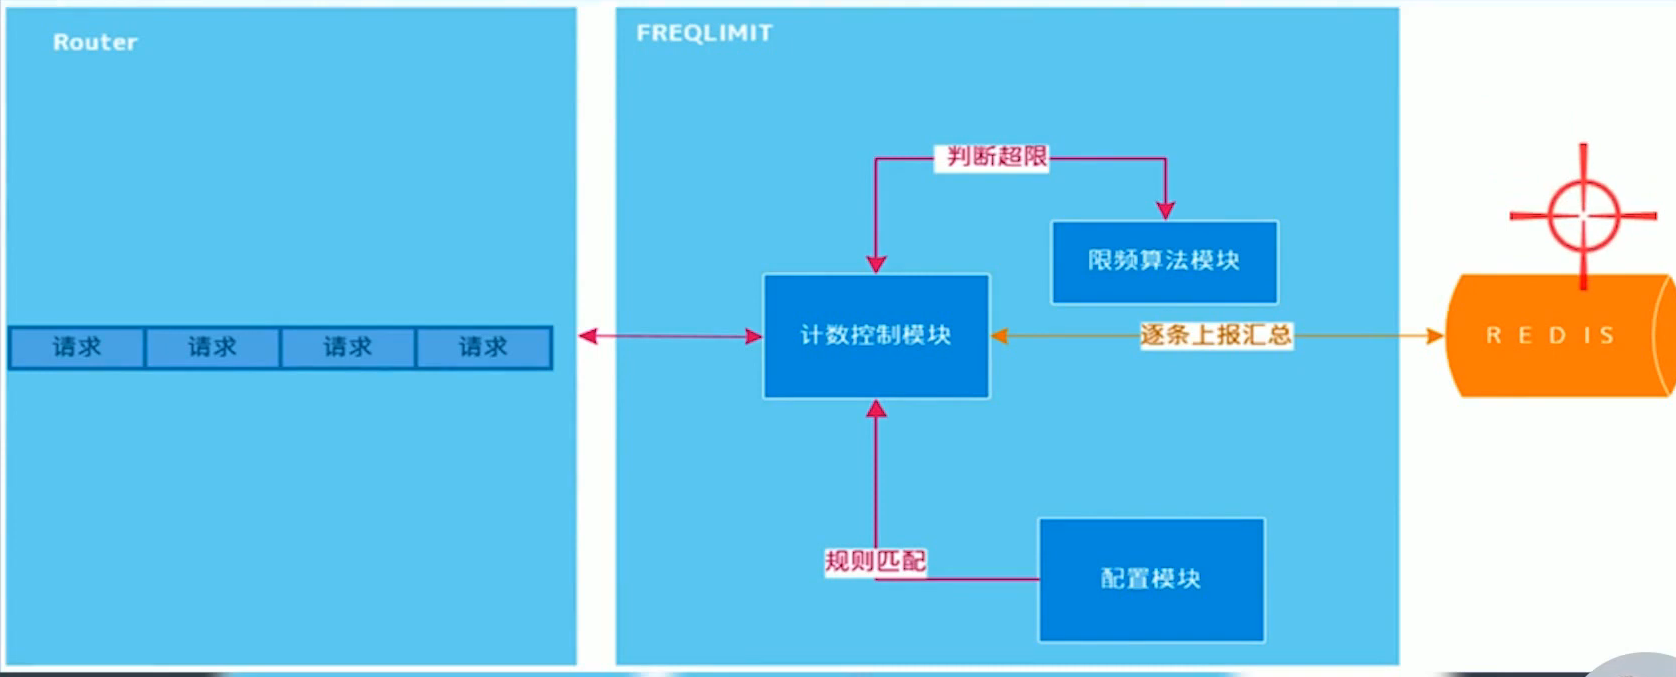 Router
FREQLIMIT
判断超限
限频算法模块
请求 请求 请求 请求
计数控制模块
逐条上报汇总
REDIS
规则匹配
配置模块